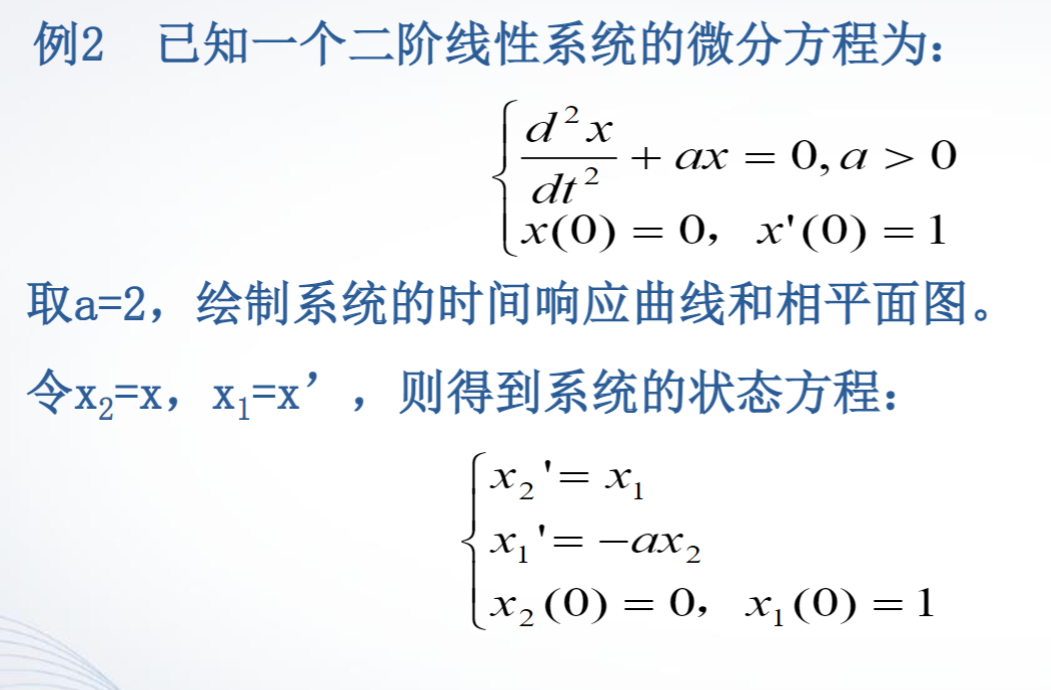 例2 已知一个二阶线性系统的微分方程为:
$$\begin{cases} \dfrac{d^2x}{dt^2} + ax = 0, a > 0 \\ x(0) = 0, \ x'(0) = 1 \end{cases}$$
取a=2,绘制系统的时间响应曲线和相平面图。
令x₂=x,x₁=x’,则得到系统的状态方程:
$$\begin{cases} x_2' = x_1 \\ x_1' = -ax_2 \\ x_2(0) = 0, \ x_1(0) = 1 \end{cases}$$